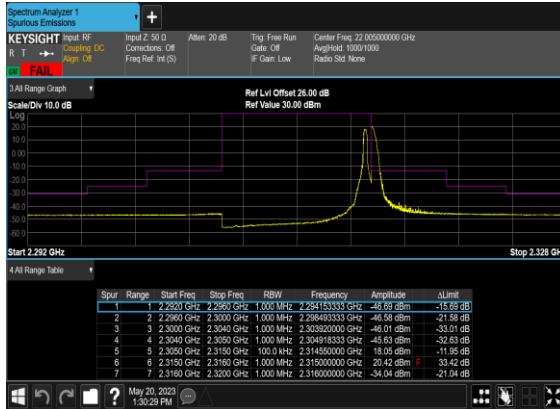 Spectrum Analyzer 1
Spurious Emissions
KEYSIGHT
R T
LU
FAIL
Input: RF
Coupling: DC
Align: Off
Input Z: 50 Ω
Corrections: Off
Freq Ref: Int (S)
Atten: 20 dB
Trig: Free Run
Gate: Off
IF Gain: Low
Center Freq: 22.005000000 GHz
Avg|Hold: 1000/1000
Radio Std: None
3 All Range Graph
Scale/Div 10.0 dB
Ref Lvl Offset 26.00 dB
Ref Value 30.00 dBm
Log
20.0
10.0
0.00
-10.0
-20.0
-30.0
-40.0
-50.0
-60.0
Start 2.292 GHz
Stop 2.328 GH
4 All Range Table
Spur Range Start Freq Stop Freq RBW Frequency Amplitude ΔLimit
1 1 2.2920 GHz 2.2960 GHz 1.000 MHz 2.294153333 GHz -46.69 dBm -15.69 dB
2 2 2.2960 GHz 2.3000 GHz 1.000 MHz 2.298493333 GHz -46.58 dBm -21.58 dB
3 3 2.3000 GHz 2.3040 GHz 1.000 MHz 2.303920000 GHz -46.01 dBm -33.01 dB
4 4 2.3040 GHz 2.3050 GHz 1.000 MHz 2.304918333 GHz -45.63 dBm -32.63 dB
5 5 2.3050 GHz 2.3150 GHz 100.0 kHz 2.314550000 GHz 18.05 dBm -11.95 dB
6 6 2.3150 GHz 2.3160 GHz 1.000 MHz 2.315000000 GHz 20.42 dBm F 33.42 dB
7 7 2.3160 GHz 2.3200 GHz 1.000 MHz 2.316000000 GHz -34.04 dBm -21.04 dB
May 20, 2023
1:30:29 PM